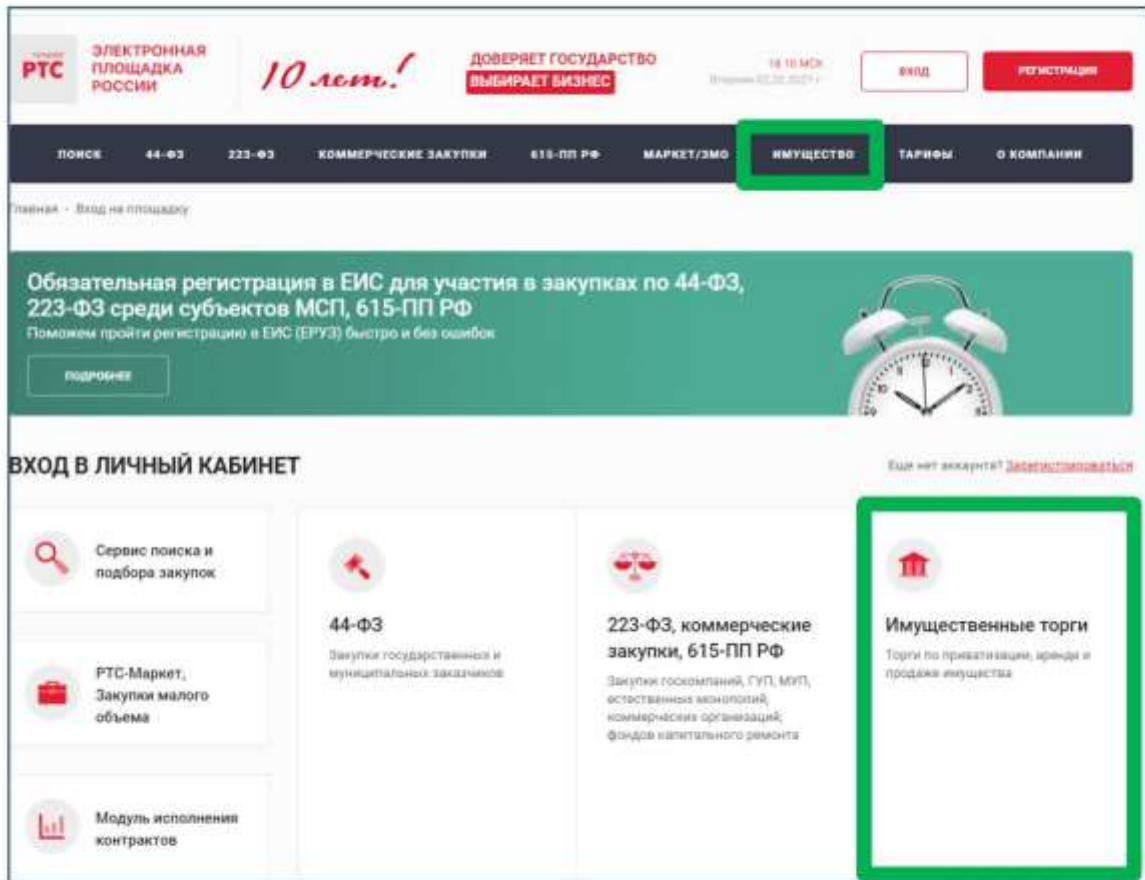 РТС
ЭЛЕКТРОННАЯ
ПЛОЩАДКА
РОССИИ
10 лет!
ДОВЕРЯЕТ ГОСУДАРСТВО
ВЫБИРАЕТ БИЗНЕС
ВХОД
РЕГИСТРАЦИЯ
ПОИСК 44-ФЗ 223-ФЗ КОММЕРЧЕСКИЕ ЗАКУПКИ 615-ПП РФ МАРКЕТ/ЗМО ИМУЩЕСТВО ТАРИФЫ О КОМПАНИИ
Главная - Вход на площадку
Обязательная регистрация в ЕИС для участия в закупках по 44-ФЗ,
223-ФЗ среди субъектов МСП, 615-ПП РФ
Поможем пройти регистрацию в ЕИС (ЕРУЗ) быстро и без ошибок
ПОДРОБНЕЕ
ВХОД В ЛИЧНЫЙ КАБИНЕТ
Еще нет аккаунта? Зарегистрироваться
Сервис поиска и
подбора закупок
РТС-Маркет,
Закупки малого
объема
Модуль исполнения
контрактов
44-ФЗ
Закупки государственных и
муниципальных заказчиков
223-ФЗ, коммерческие
закупки, 615-ПП РФ
Закупки госкомпаний, ГУП, МУП,
естественных монополий,
коммерческих организаций,
фондов капитального ремонта
Имущественные торги
Торги по приватизации, аренде и
продаже имущества